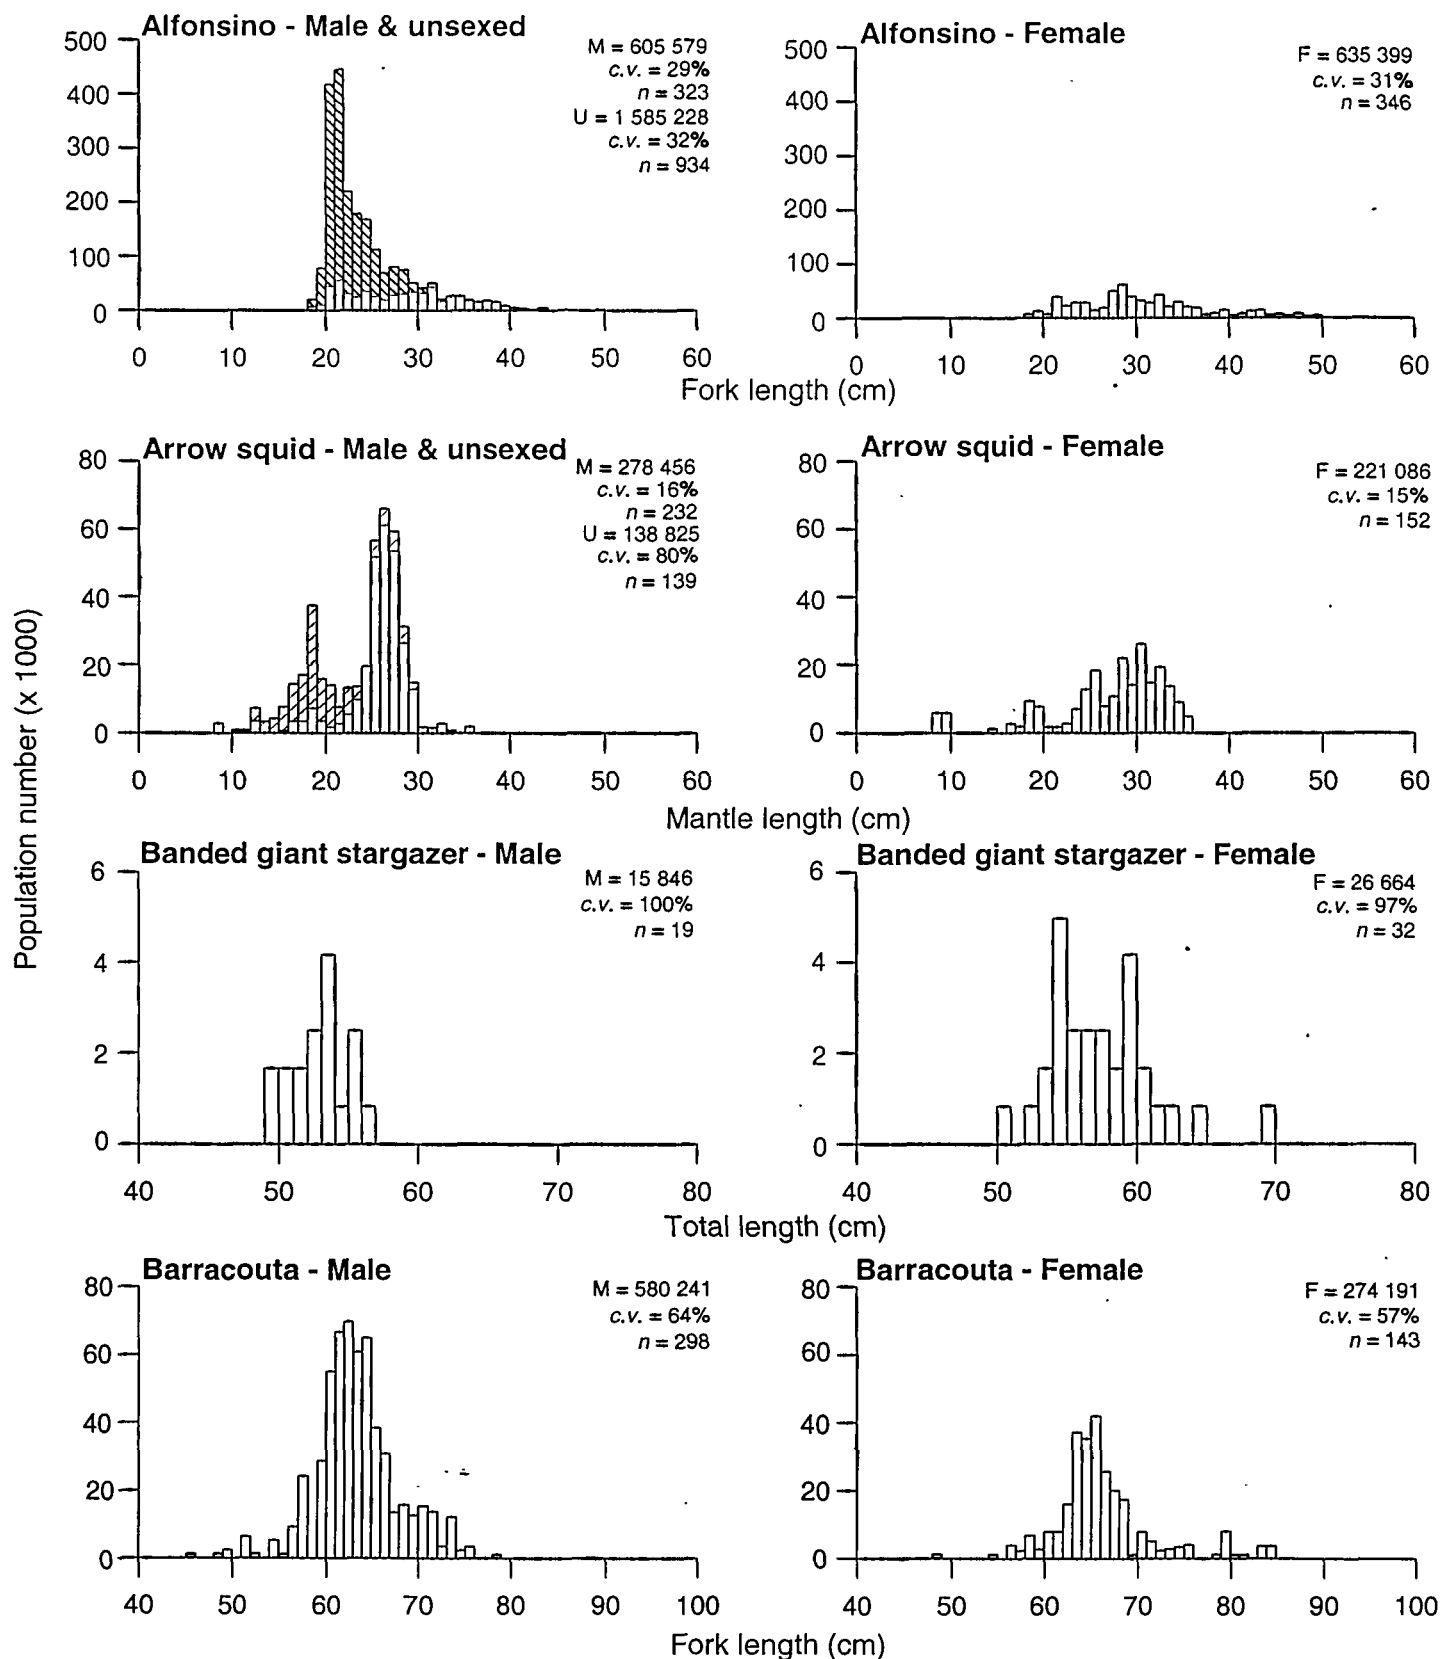 Population number (x 1000)
Alfonsino - Male & unsexed
M = 605 579
c.v. = 29%
n = 323
U = 1 585 228
c.v. = 32%
n = 934
500
400
300
200
100
0
0 10 20 30 40 50 60
Alfonsino - Female
F = 635 399
c.v. = 31%
n = 346
500
400
300
200
100
0
0 10 20 30 40 50 60
Fork length (cm)
Arrow squid - Male & unsexed
M = 278 456
c.v. = 16%
n = 232
U = 138 825
c.v. = 80%
n = 139
80
60
40
20
0
0 10 20 30 40 50 60
Arrow squid - Female
F = 221 086
c.v. = 15%
n = 152
80
60
40
20
0
0 10 20 30 40 50 60
Mantle length (cm)
Banded giant stargazer - Male
M = 15 846
c.v. = 100%
n = 19
6
4
2
0
40 50 60 70 80
Banded giant stargazer - Female
F = 26 664
c.v. = 97%
n = 32
6
4
2
0
40 50 60 70 80
Total length (cm)
Barracouta - Male
M = 580 241
c.v. = 64%
n = 298
80
60
40
20
0
40 50 60 70 80 90 100
Barracouta - Female
F = 274 191
c.v. = 57%
n = 143
80
60
40
20
0
40 50 60 70 80 90 100
Fork length (cm)